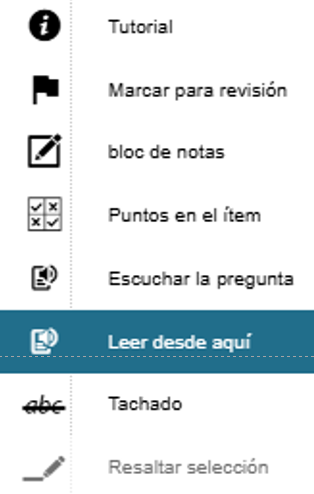 Tutorial
Marcar para revisión
bloc de notas
Puntos en el ítem
Escuchar la pregunta
Leer desde aquí
abc Tachado
Resaltar selección